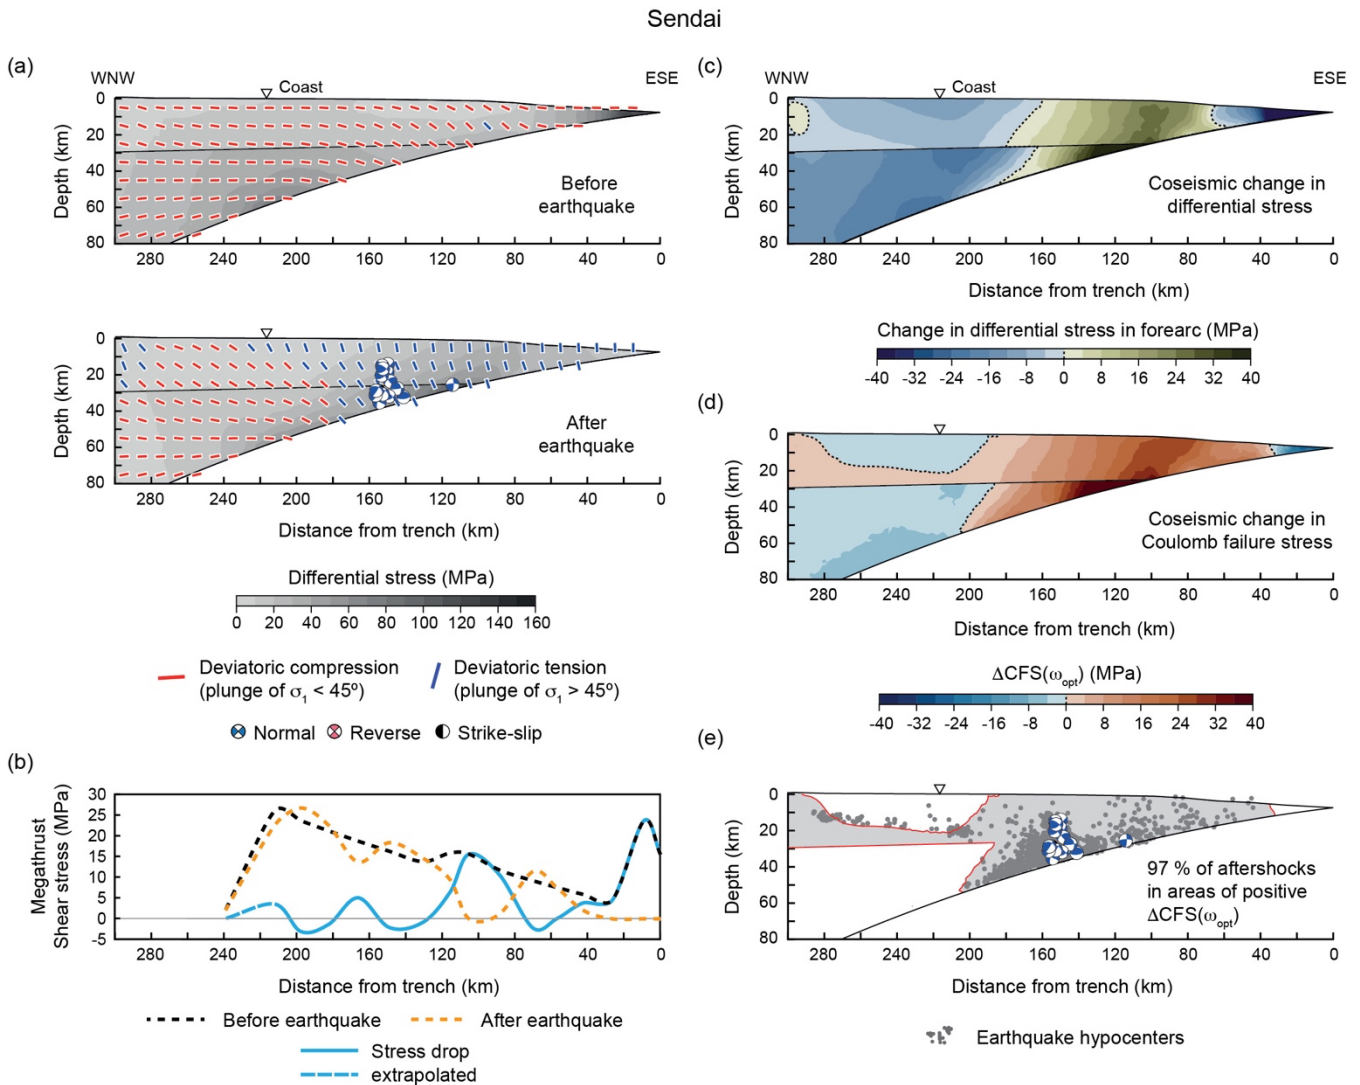 Sendai
(a)
WNW
Coast
0
20
40
60
80
Depth (km)
Before
earthquake
280 240 200 160 120 80 40 0
0
20
40
60
80
Depth (km)
After
earthquake
280 240 200 160 120 80 40 0
Distance from trench (km)
Differential stress (MPa)
0 20 40 60 80 100 120 140 160
Deviatoric compression
(plunge of σ1 < 45º)
Deviatoric tension
(plunge of σ1 > 45º)
Normal Reverse Strike-slip
(b)
Megathrust
Shear stress (MPa)
30
25
20
15
10
5
0
-5
280 240 200 160 120 80 40 0
Distance from trench (km)
Before earthquake After earthquake
Stress drop
extrapolated
(c)
WNW Coast ESE
ESE
0
20
40
60
80
Depth (km)
Coseismic change in
differential stress
280 240 200 160 120 80 40 0
Distance from trench (km)
Change in differential stress in forearc (MPa)
-40 -32 -24 -16 -8 0 8 16 24 32 40
(d)
0
20
40
60
80
Depth (km)
Coseismic change in
Coulomb failure stress
280 240 200 160 120 80 40 0
Distance from trench (km)
ΔCFS(ωopt) (MPa)
-40 -32 -24 -16 -8 0 8 16 24 32 40
(e)
0
20
40
60
80
Depth (km)
97 % of aftershocks
in areas of positive
ΔCFS(ωopt)
280 240 200 160 120 80 40 0
Distance from trench (km)
Earthquake hypocenters